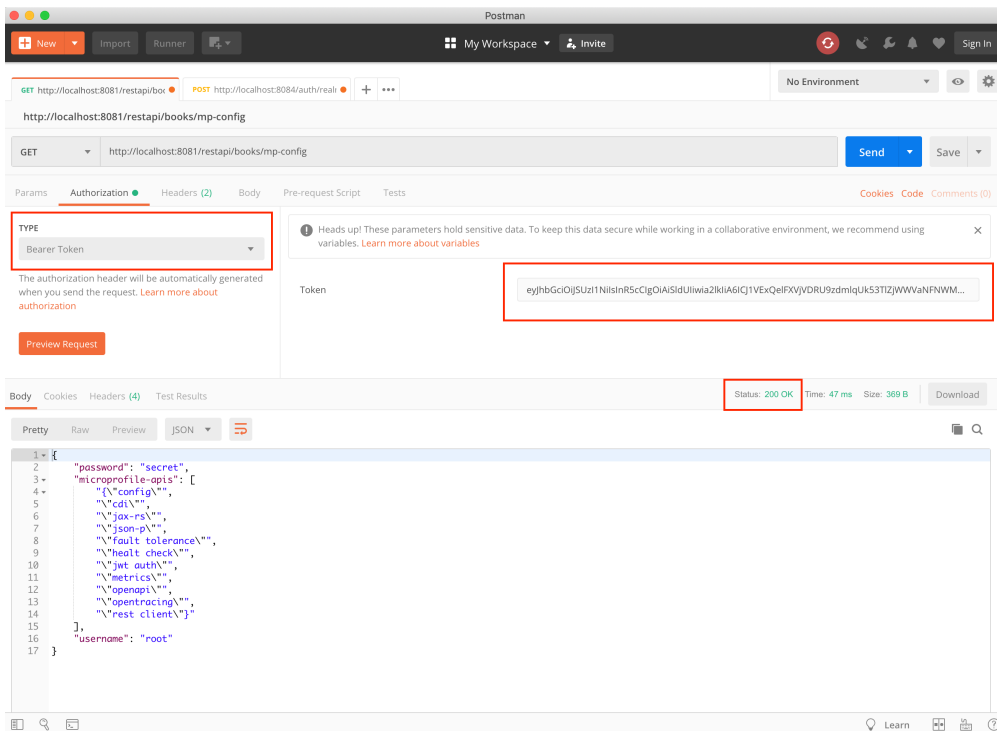 Postman
New Import Runner My Workspace Invite Sign In
GET http://localhost:8081/restapi/boo POST http://localhost:8084/auth/real No Environment
http://localhost:8081/restapi/books/mp-config
GET http://localhost:8081/restapi/books/mp-config Send Save
Params Authorization Headers (2) Body Pre-request Script Tests Cookies Code Comments (0)
TYPE
Bearer Token
The authorization header will be automatically generated
when you send the request. Learn more about
authorization
Preview Request
Heads up! These parameters hold sensitive data. To keep this data secure while working in a collaborative environment, we recommend using
variables. Learn more about variables
Token
Body Cookies Headers (4) Test Results Status: 200 OK Time: 47 ms Size: 369 B Download
Pretty Raw Preview JSON
1 {
2 "password": "secret",
3 "microprofile-apis": [
4 "{\"config\"",
5 "\"cdi\"",
6 "\"jax-rs\"",
7 "\"json-p\"",
8 "\"fault tolerance\"",
9 "\"healt check\"",
10 "\"jwt auth\"",
11 "\"metrics\"",
12 "\"openapi\"",
13 "\"opentracing\"",
14 "\"rest client\"}"
15 ],
16 "username": "root"
17 }
Learn